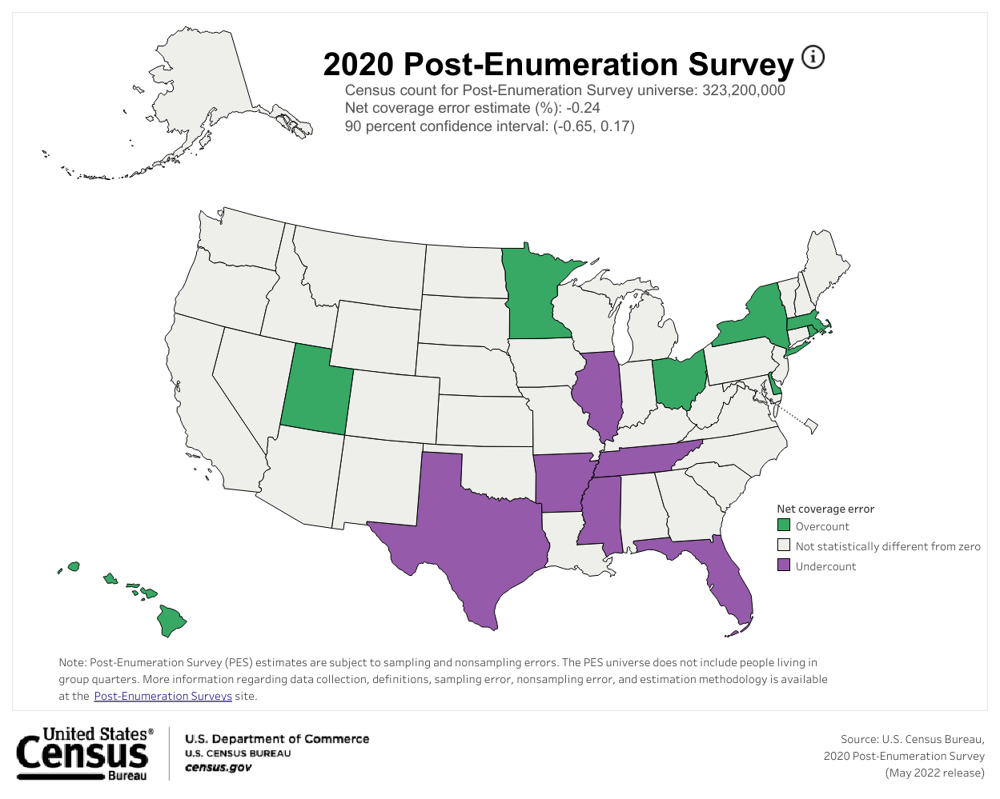 2020 Post-Enumeration Survey
Census count for Post-Enumeration Survey universe: 323,200,000
Net coverage error estimate (%): -0.24
90 percent confidence interval: (-0.65, 0.17)
Net coverage error
Overcount
Not statistically different from zero
Undercount
Note: Post-Enumeration Survey (PES) estimates are subject to sampling and nonsampling errors. The PES universe does not include people living in
group quarters. More information regarding data collection, definitions, sampling error, nonsampling error, and estimation methodology is available
at the Post-Enumeration Surveys site.
United States®
Census
Bureau
U.S. Department of Commerce
U.S. CENSUS BUREAU
census.gov
Source: U.S. Census Bureau,
2020 Post-Enumeration Survey
(May 2022 release)